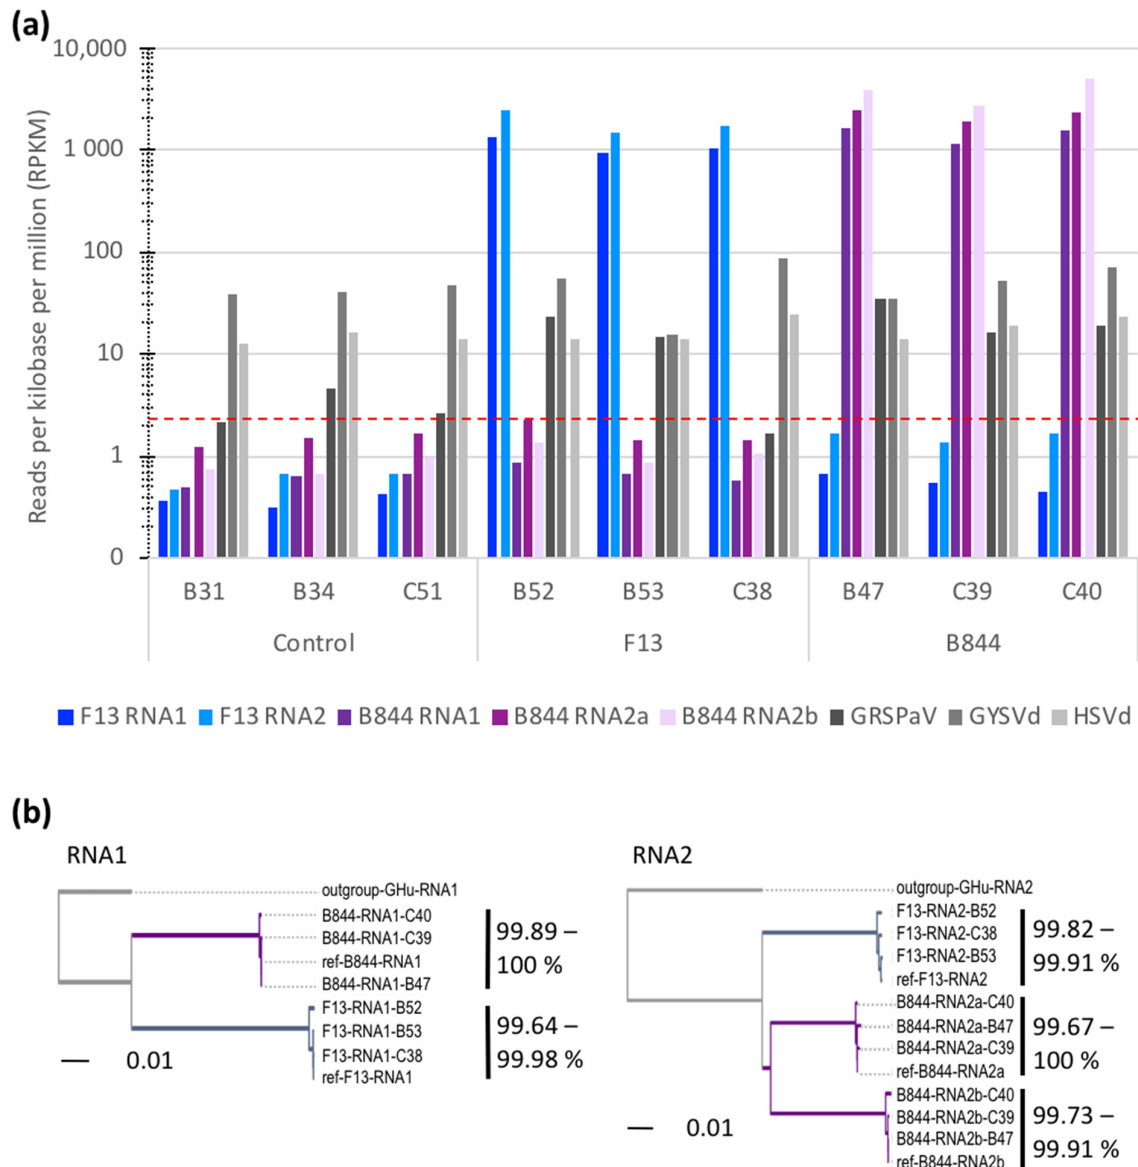 (a)
10,000
1 000
100
10
1
0
Reads per kilobase per million (RPKM)
B31 B34 C51 B52 B53 C38 B47 C39 C40
Control F13 B844
F13 RNA1 F13 RNA2 B844 RNA1 B844 RNA2a B844 RNA2b GRSPaV GYSVd HSVd
(b)
RNA1
outgroup-GHu-RNA1
B844-RNA1-C40
B844-RNA1-C39
ref-B844-RNA1
B844-RNA1-B47
99.89 –
100 %
F13-RNA1-B52
F13-RNA1-B53
F13-RNA1-C38
ref-F13-RNA1
99.64 –
99.98 %
0.01
RNA2
outgroup-GHu-RNA2
F13-RNA2-B52
F13-RNA2-C38
F13-RNA2-B53
ref-F13-RNA2
99.82 –
99.91 %
B844-RNA2a-C40
B844-RNA2a-B47
B844-RNA2a-C39
ref-B844-RNA2a
99.67 –
100 %
B844-RNA2b-C40
B844-RNA2b-C39
B844-RNA2b-B47
ref-B844-RNA2b
99.73 –
99.91 %
0.01